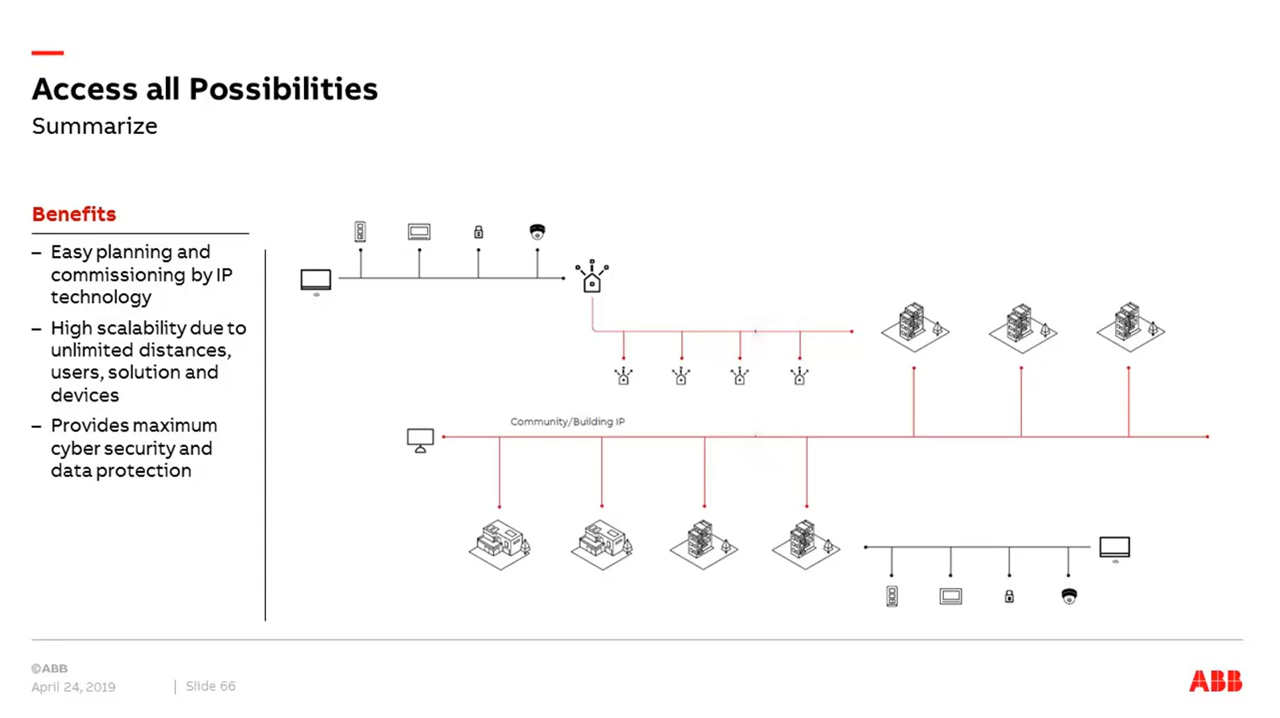 Access all Possibilities
Summarize
Benefits
– Easy planning and
commissioning by IP
technology
– High scalability due to
unlimited distances,
users, solution and
devices
– Provides maximum
cyber security and
data protection
Community/Building IP
©ABB
April 24, 2019 | Slide 66
ABB